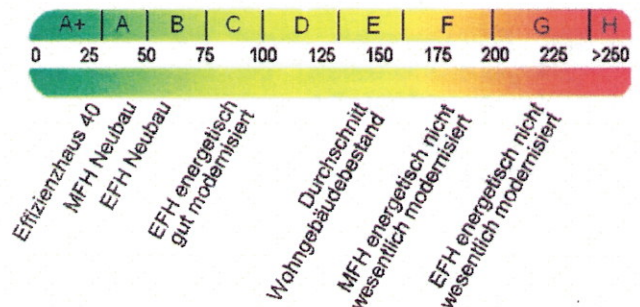 A+ A B C D E F G H
0 25 50 75 100 125 150 175 200 225 >250
Effizienzhaus 40
MFH Neubau
EFH Neubau
EFH energetisch
gut modernisiert
Durchschnitt
Wohngebäudebestand
MFH energetisch nicht
wesentlich modernisiert
EFH energetisch nicht
wesentlich modernisiert